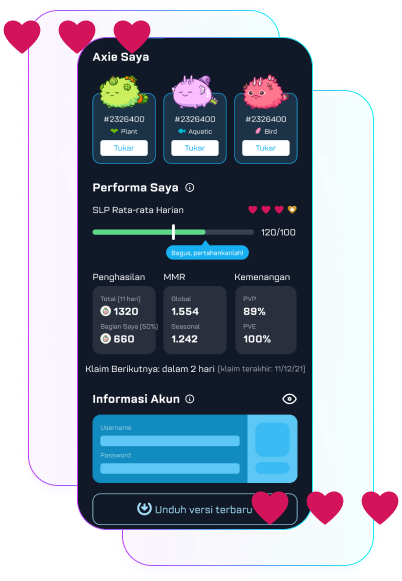 Axie Saya
#2326400 #2326400 #2326400
Plant Aquatic Bird
Tukar Tukar Tukar
Performa Saya
SLP Rata-rata Harian
120/100
Bagus, pertahankanlah!
Penghasilan MMR Kemenangan
Total (11 hari) Global PVP
1320 1.554 89%
Bagian Saya (50%) Seasonal PVE
660 1.242 100%
Klaim Berikutnya: dalam 2 hari (klaim terakhir: 11/12/21)
Informasi Akun
Username
Password
Unduh versi terbaru